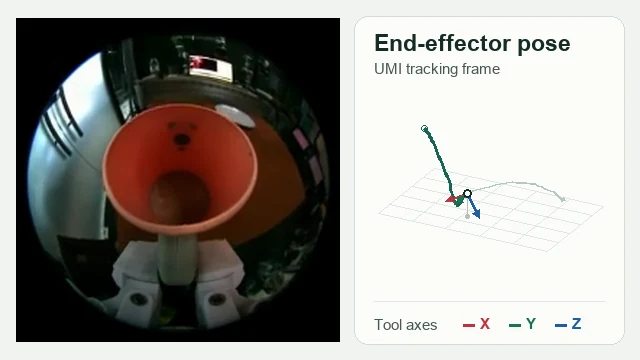 End-effector pose
UMI tracking frame
Tool axes
X
Y
Z